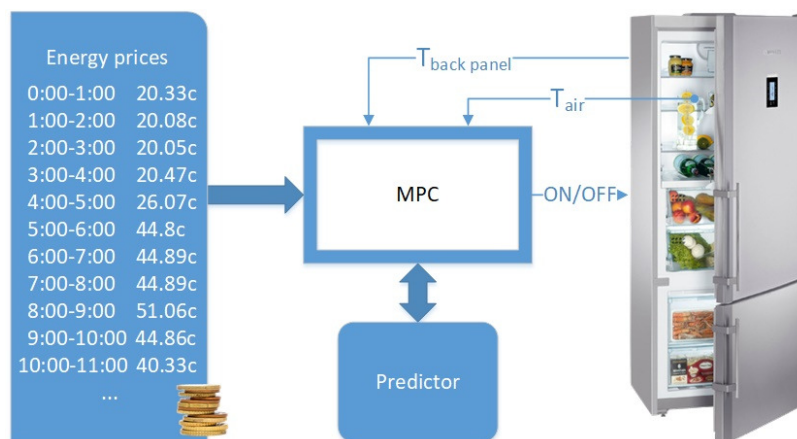 Energy prices
0:00-1:00 20.33c
1:00-2:00 20.08c
2:00-3:00 20.05c
3:00-4:00 20.47c
4:00-5:00 26.07c
5:00-6:00 44.8c
6:00-7:00 44.89c
7:00-8:00 44.89c
8:00-9:00 51.06c
9:00-10:00 44.86c
10:00-11:00 40.33c
...
T back panel
T air
MPC
ON/OFF
Predictor